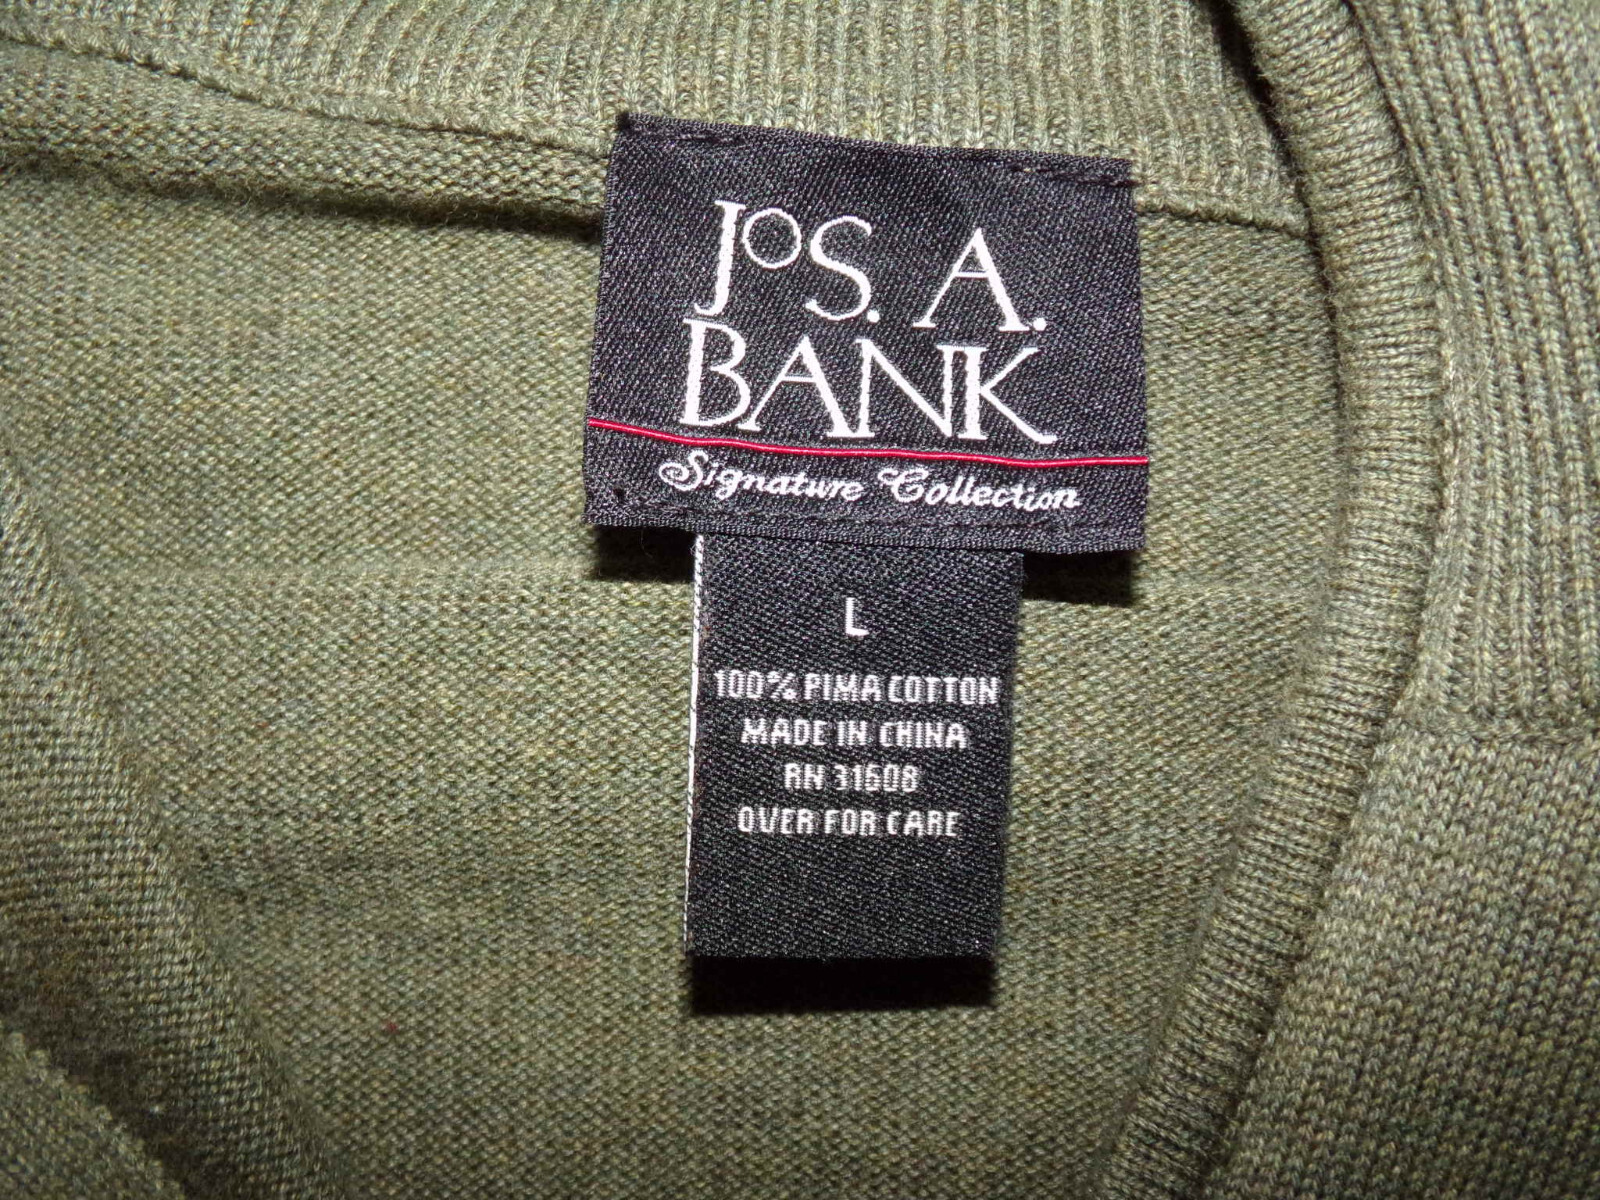 JOS. A.
BANK
Signature Collection
L
100% PIMA COTTON
MADE IN CHINA
RN 31608
OVER FOR CARE